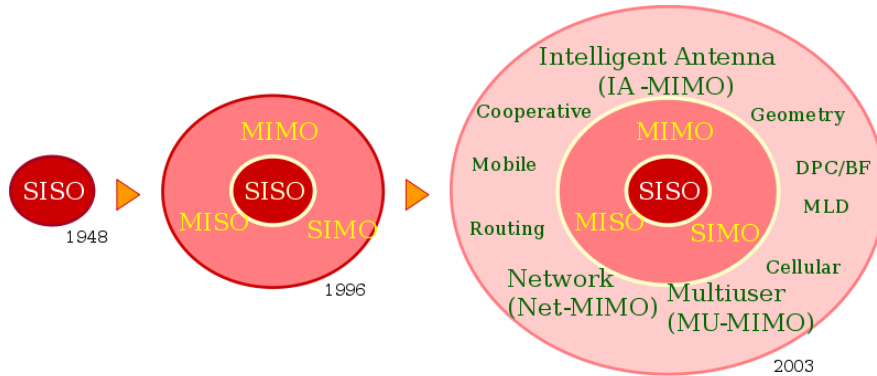 SISO
1948
MIMO
SISO
MISO
SIMO
1996
Intelligent Antenna
(IA -MIMO)
Cooperative
Geometry
MIMO
Mobile
DPC/BF
SISO
MLD
MISO
SIMO
Routing
Cellular
Network
(Net-MIMO)
Multiuser
(MU-MIMO)
2003